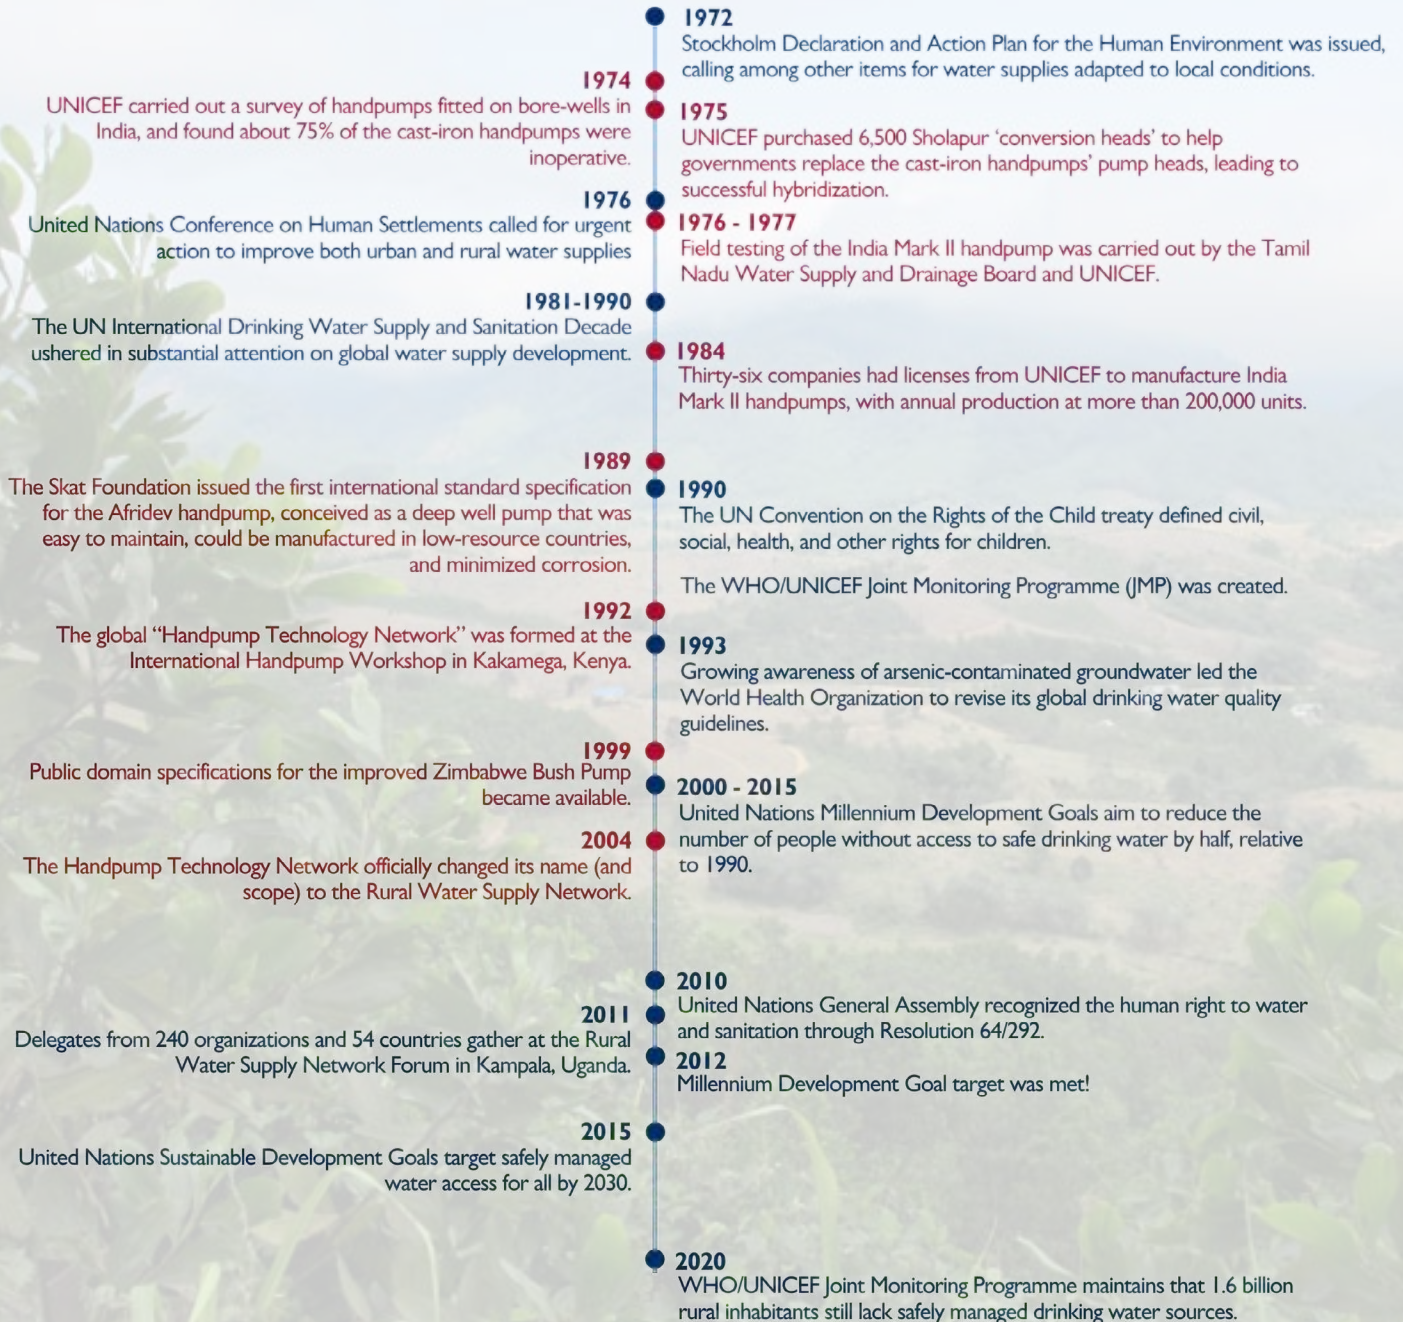 1972
Stockholm Declaration and Action Plan for the Human Environment was issued,
calling among other items for water supplies adapted to local conditions.
1974
UNICEF carried out a survey of handpumps fitted on bore-wells in
India, and found about 75% of the cast-iron handpumps were
inoperative.
1975
UNICEF purchased 6,500 Sholapur ‘conversion heads’ to help
governments replace the cast-iron handpumps’ pump heads, leading to
successful hybridization.
1976
United Nations Conference on Human Settlements called for urgent
action to improve both urban and rural water supplies
1976 - 1977
Field testing of the India Mark II handpump was carried out by the Tamil
Nadu Water Supply and Drainage Board and UNICEF.
1981-1990
The UN International Drinking Water Supply and Sanitation Decade
ushered in substantial attention on global water supply development.
1984
Thirty-six companies had licenses from UNICEF to manufacture India
Mark II handpumps, with annual production at more than 200,000 units.
1989
The Skat Foundation issued the first international standard specification
for the Afridev handpump, conceived as a deep well pump that was
easy to maintain, could be manufactured in low-resource countries,
and minimized corrosion.
1990
The UN Convention on the Rights of the Child treaty defined civil,
social, health, and other rights for children.
The WHO/UNICEF Joint Monitoring Programme (JMP) was created.
1992
The global “Handpump Technology Network” was formed at the
International Handpump Workshop in Kakamega, Kenya.
1993
Growing awareness of arsenic-contaminated groundwater led the
World Health Organization to revise its global drinking water quality
guidelines.
1999
Public domain specifications for the improved Zimbabwe Bush Pump
became available.
2000 - 2015
United Nations Millennium Development Goals aim to reduce the
number of people without access to safe drinking water by half, relative
to 1990.
2004
The Handpump Technology Network officially changed its name (and
scope) to the Rural Water Supply Network.
2010
United Nations General Assembly recognized the human right to water
and sanitation through Resolution 64/292.
2011
Delegates from 240 organizations and 54 countries gather at the Rural
Water Supply Network Forum in Kampala, Uganda.
2012
Millennium Development Goal target was met!
2015
United Nations Sustainable Development Goals target safely managed
water access for all by 2030.
2020
WHO/UNICEF Joint Monitoring Programme maintains that 1.6 billion
rural inhabitants still lack safely managed drinking water sources.